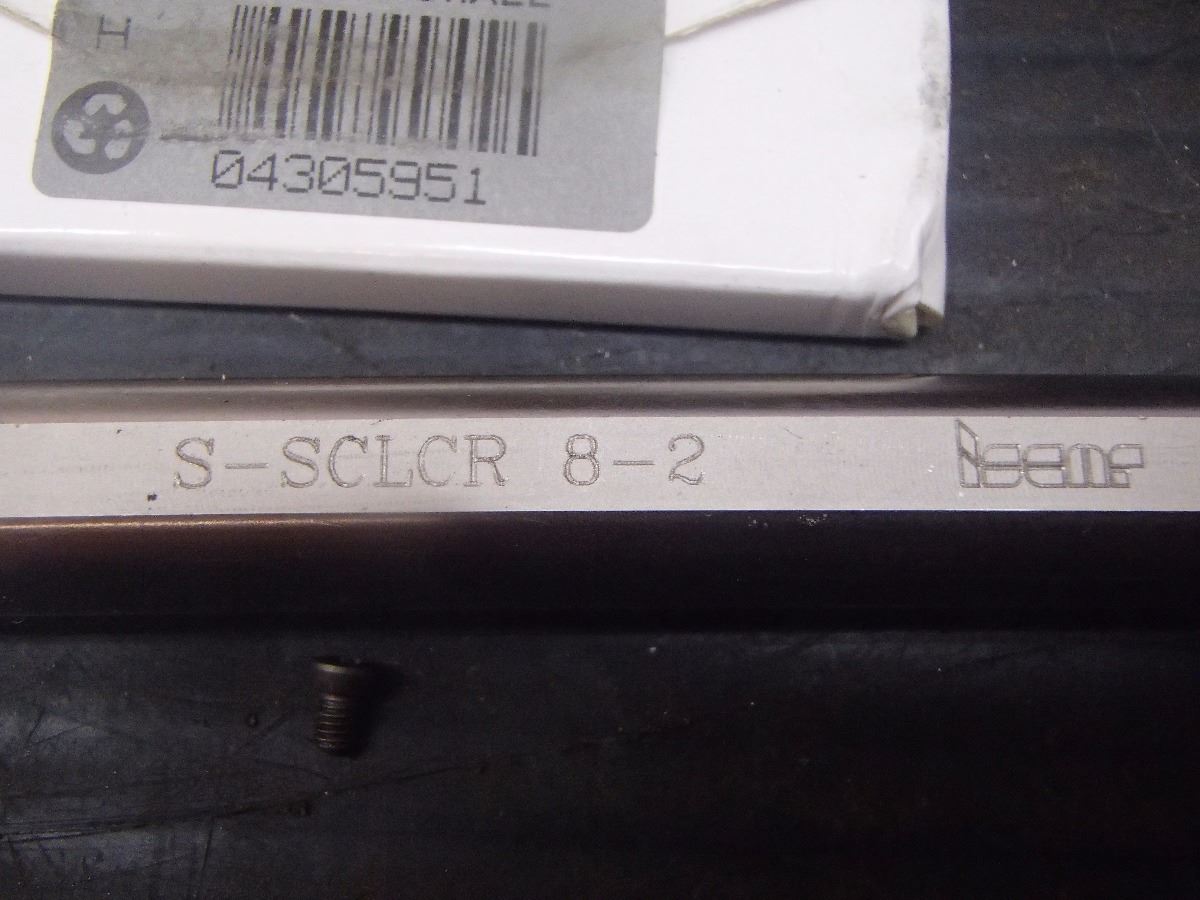 H
04305951
S-SCLCR 8-2
Iscar